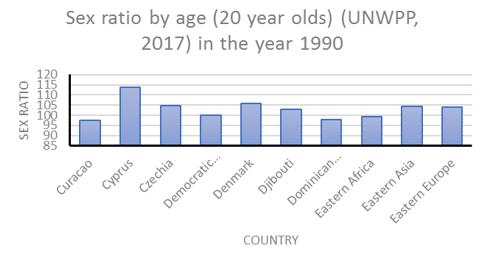 Sex ratio by age (20 year olds) (UNWPP,
2017) in the year 1990
120
115
110
105
100
95
90
85
SEX RATIO
Curacao
Cyprus
Czechia
Democratic...
Denmark
Djibouti
Dominican...
Eastern Africa
Eastern Asia
Eastern Europe
COUNTRY